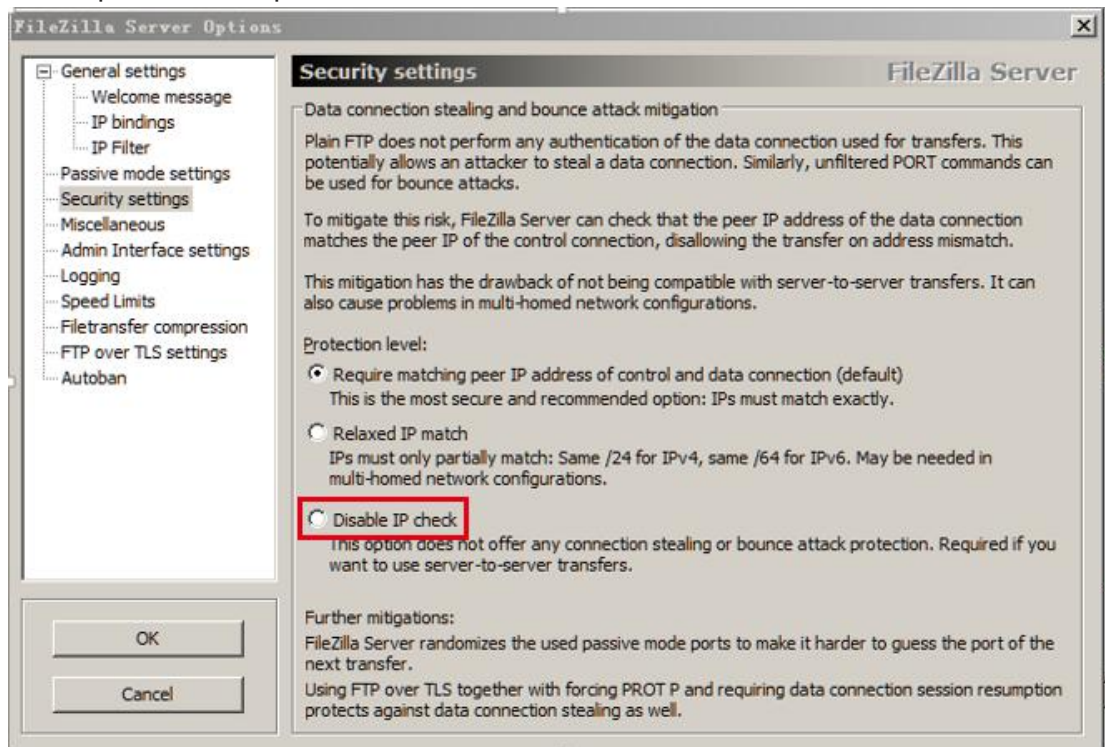 FileZilla Server Options
General settings
Welcome message
IP bindings
IP Filter
Passive mode settings
Security settings
Miscellaneous
Admin Interface settings
Logging
Speed Limits
Filetransfer compression
FTP over TLS settings
Autoban
OK
Cancel
Security settings
FileZilla Server
Data connection stealing and bounce attack mitigation
Plain FTP does not perform any authentication of the data connection used for transfers. This
potentially allows an attacker to steal a data connection. Similarly, unfiltered PORT commands can
be used for bounce attacks.
To mitigate this risk, FileZilla Server can check that the peer IP address of the data connection
matches the peer IP of the control connection, disallowing the transfer on address mismatch.
This mitigation has the drawback of not being compatible with server-to-server transfers. It can
also cause problems in multi-homed network configurations.
Protection level:
Require matching peer IP address of control and data connection (default)
This is the most secure and recommended option: IPs must match exactly.
Relaxed IP match
IPs must only partially match: Same /24 for IPv4, same /64 for IPv6. May be needed in
multi-homed network configurations.
Disable IP check
This option does not offer any connection stealing or bounce attack protection. Required if you
want to use server-to-server transfers.
Further mitigations:
FileZilla Server randomizes the used passive mode ports to make it harder to guess the port of the
next transfer.
Using FTP over TLS together with forcing PROT P and requiring data connection session resumption
protects against data connection stealing as well.